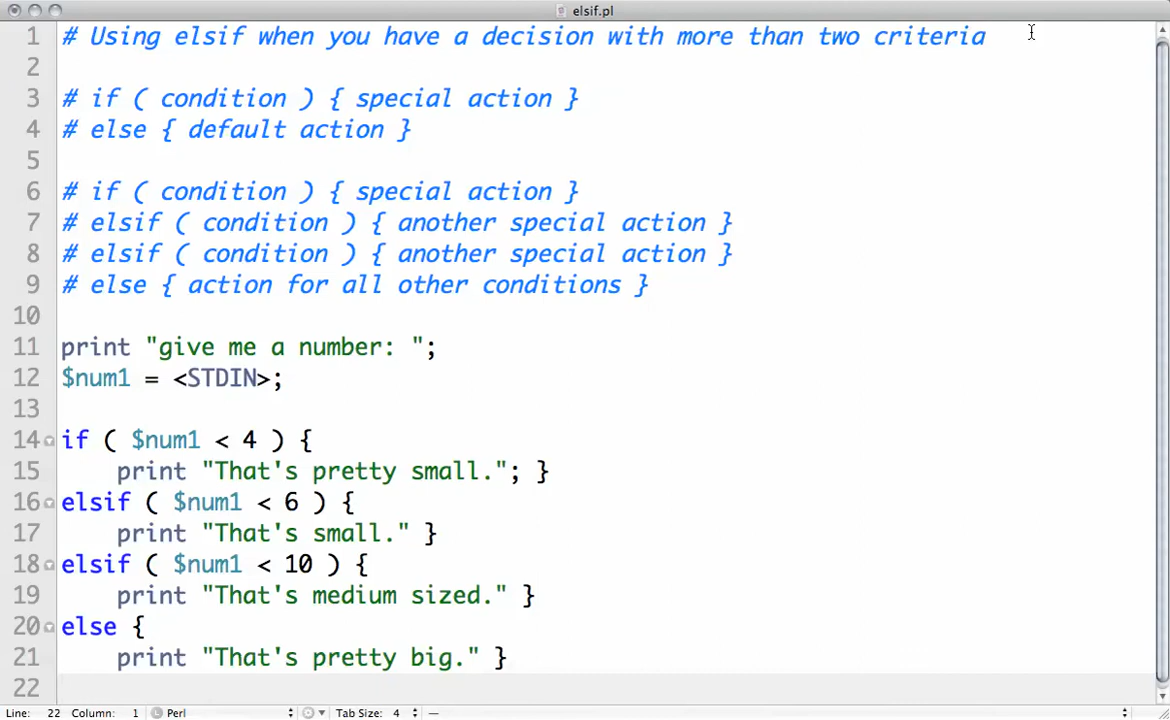 elsif.pl
1 # Using elsif when you have a decision with more than two criteria
2
3 # if ( condition ) { special action }
4 # else { default action }
5
6 # if ( condition ) { special action }
7 # elsif ( condition ) { another special action }
8 # elsif ( condition ) { another special action }
9 # else { action for all other conditions }
10
11 print "give me a number: ";
12 $num1 = <STDIN>;
13
14 if ( $num1 < 4 ) {
15     print "That's pretty small."; }
16 elsif ( $num1 < 6 ) {
17     print "That's small." }
18 elsif ( $num1 < 10 ) {
19     print "That's medium sized." }
20 else {
21     print "That's pretty big." }
22
Line: 22 Column: 1 L Perl Tab Size: 4 —